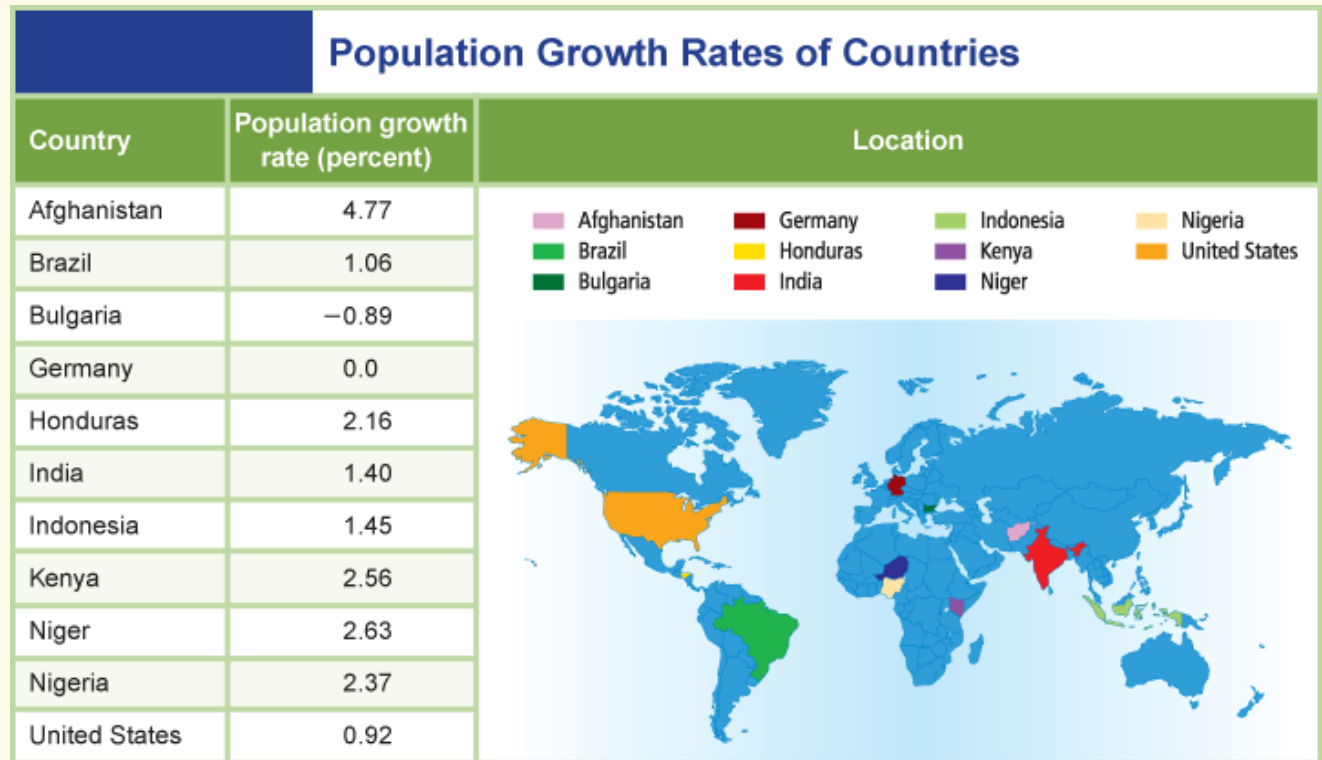 Population Growth Rates of Countries
Country
Population growth
rate (percent)
Location
Afghanistan 4.77
Brazil 1.06
Bulgaria −0.89
Germany 0.0
Honduras 2.16
India 1.40
Indonesia 1.45
Kenya 2.56
Niger 2.63
Nigeria 2.37
United States 0.92
Afghanistan Germany Indonesia Nigeria
Brazil Honduras Kenya United States
Bulgaria India Niger